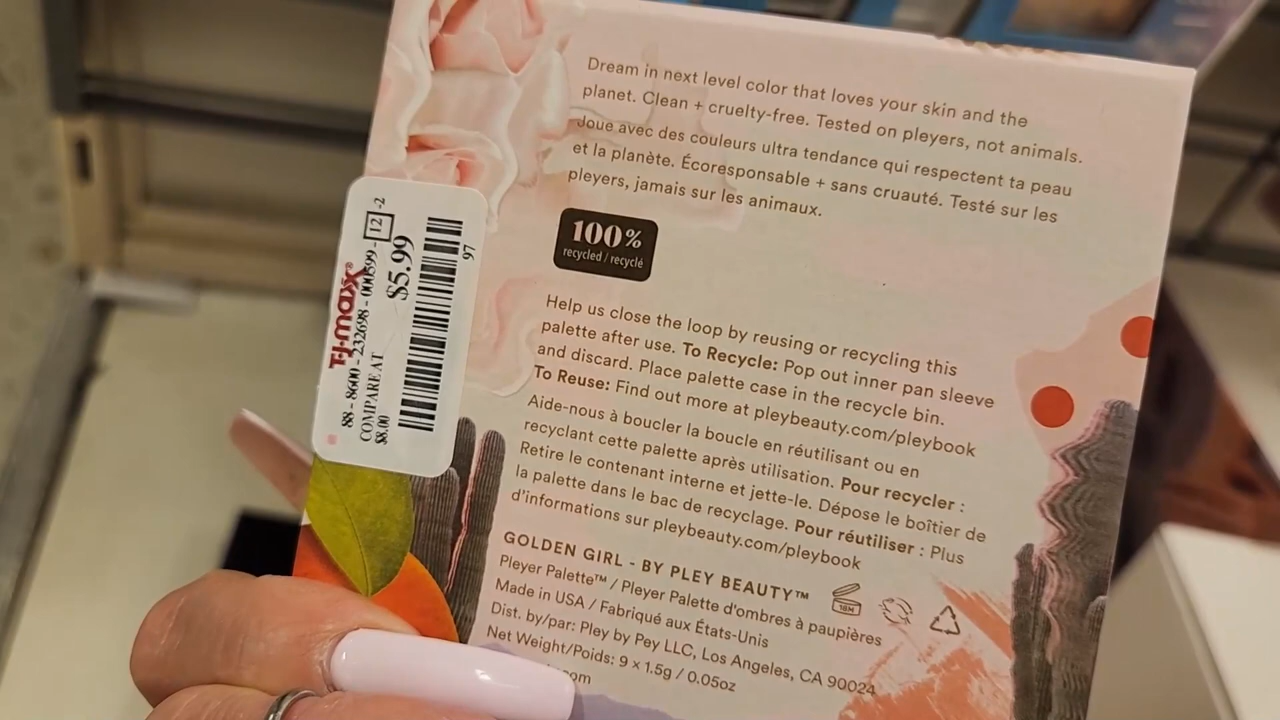 Dream in next level color that loves your skin and the
planet. Clean + cruelty-free. Tested on pleyers, not animals.
Joue avec des couleurs ultra tendance qui respectent ta peau
et la planète. Écoresponsable + sans cruauté. Testé sur les
pleyers, jamais sur les animaux.
100%
recycled / recyclé
T•J•maxx®
88 - 8600 - 232698 - 000599 - 12 -2
COMPARE AT
$8.00
$5.99
97
Help us close the loop by reusing or recycling this
palette after use. To Recycle: Pop out inner pan sleeve
and discard. Place palette case in the recycle bin.
To Reuse: Find out more at pleybeauty.com/pleybook
Aide-nous à boucler la boucle en réutilisant ou en
recyclant cette palette après utilisation. Pour recycler :
Retire le contenant interne et jette-le. Dépose le boîtier de
la palette dans le bac de recyclage. Pour réutiliser : Plus
d'informations sur pleybeauty.com/pleybook
GOLDEN GIRL - BY PLEY BEAUTY™
Pleyer Palette™ / Pleyer Palette d'ombres à paupières
Made in USA / Fabriqué aux États-Unis
Dist. by/par: Pley by Pey LLC, Los Angeles, CA 90024
Net Weight/Poids: 9 x 1.5g / 0.05oz
18M